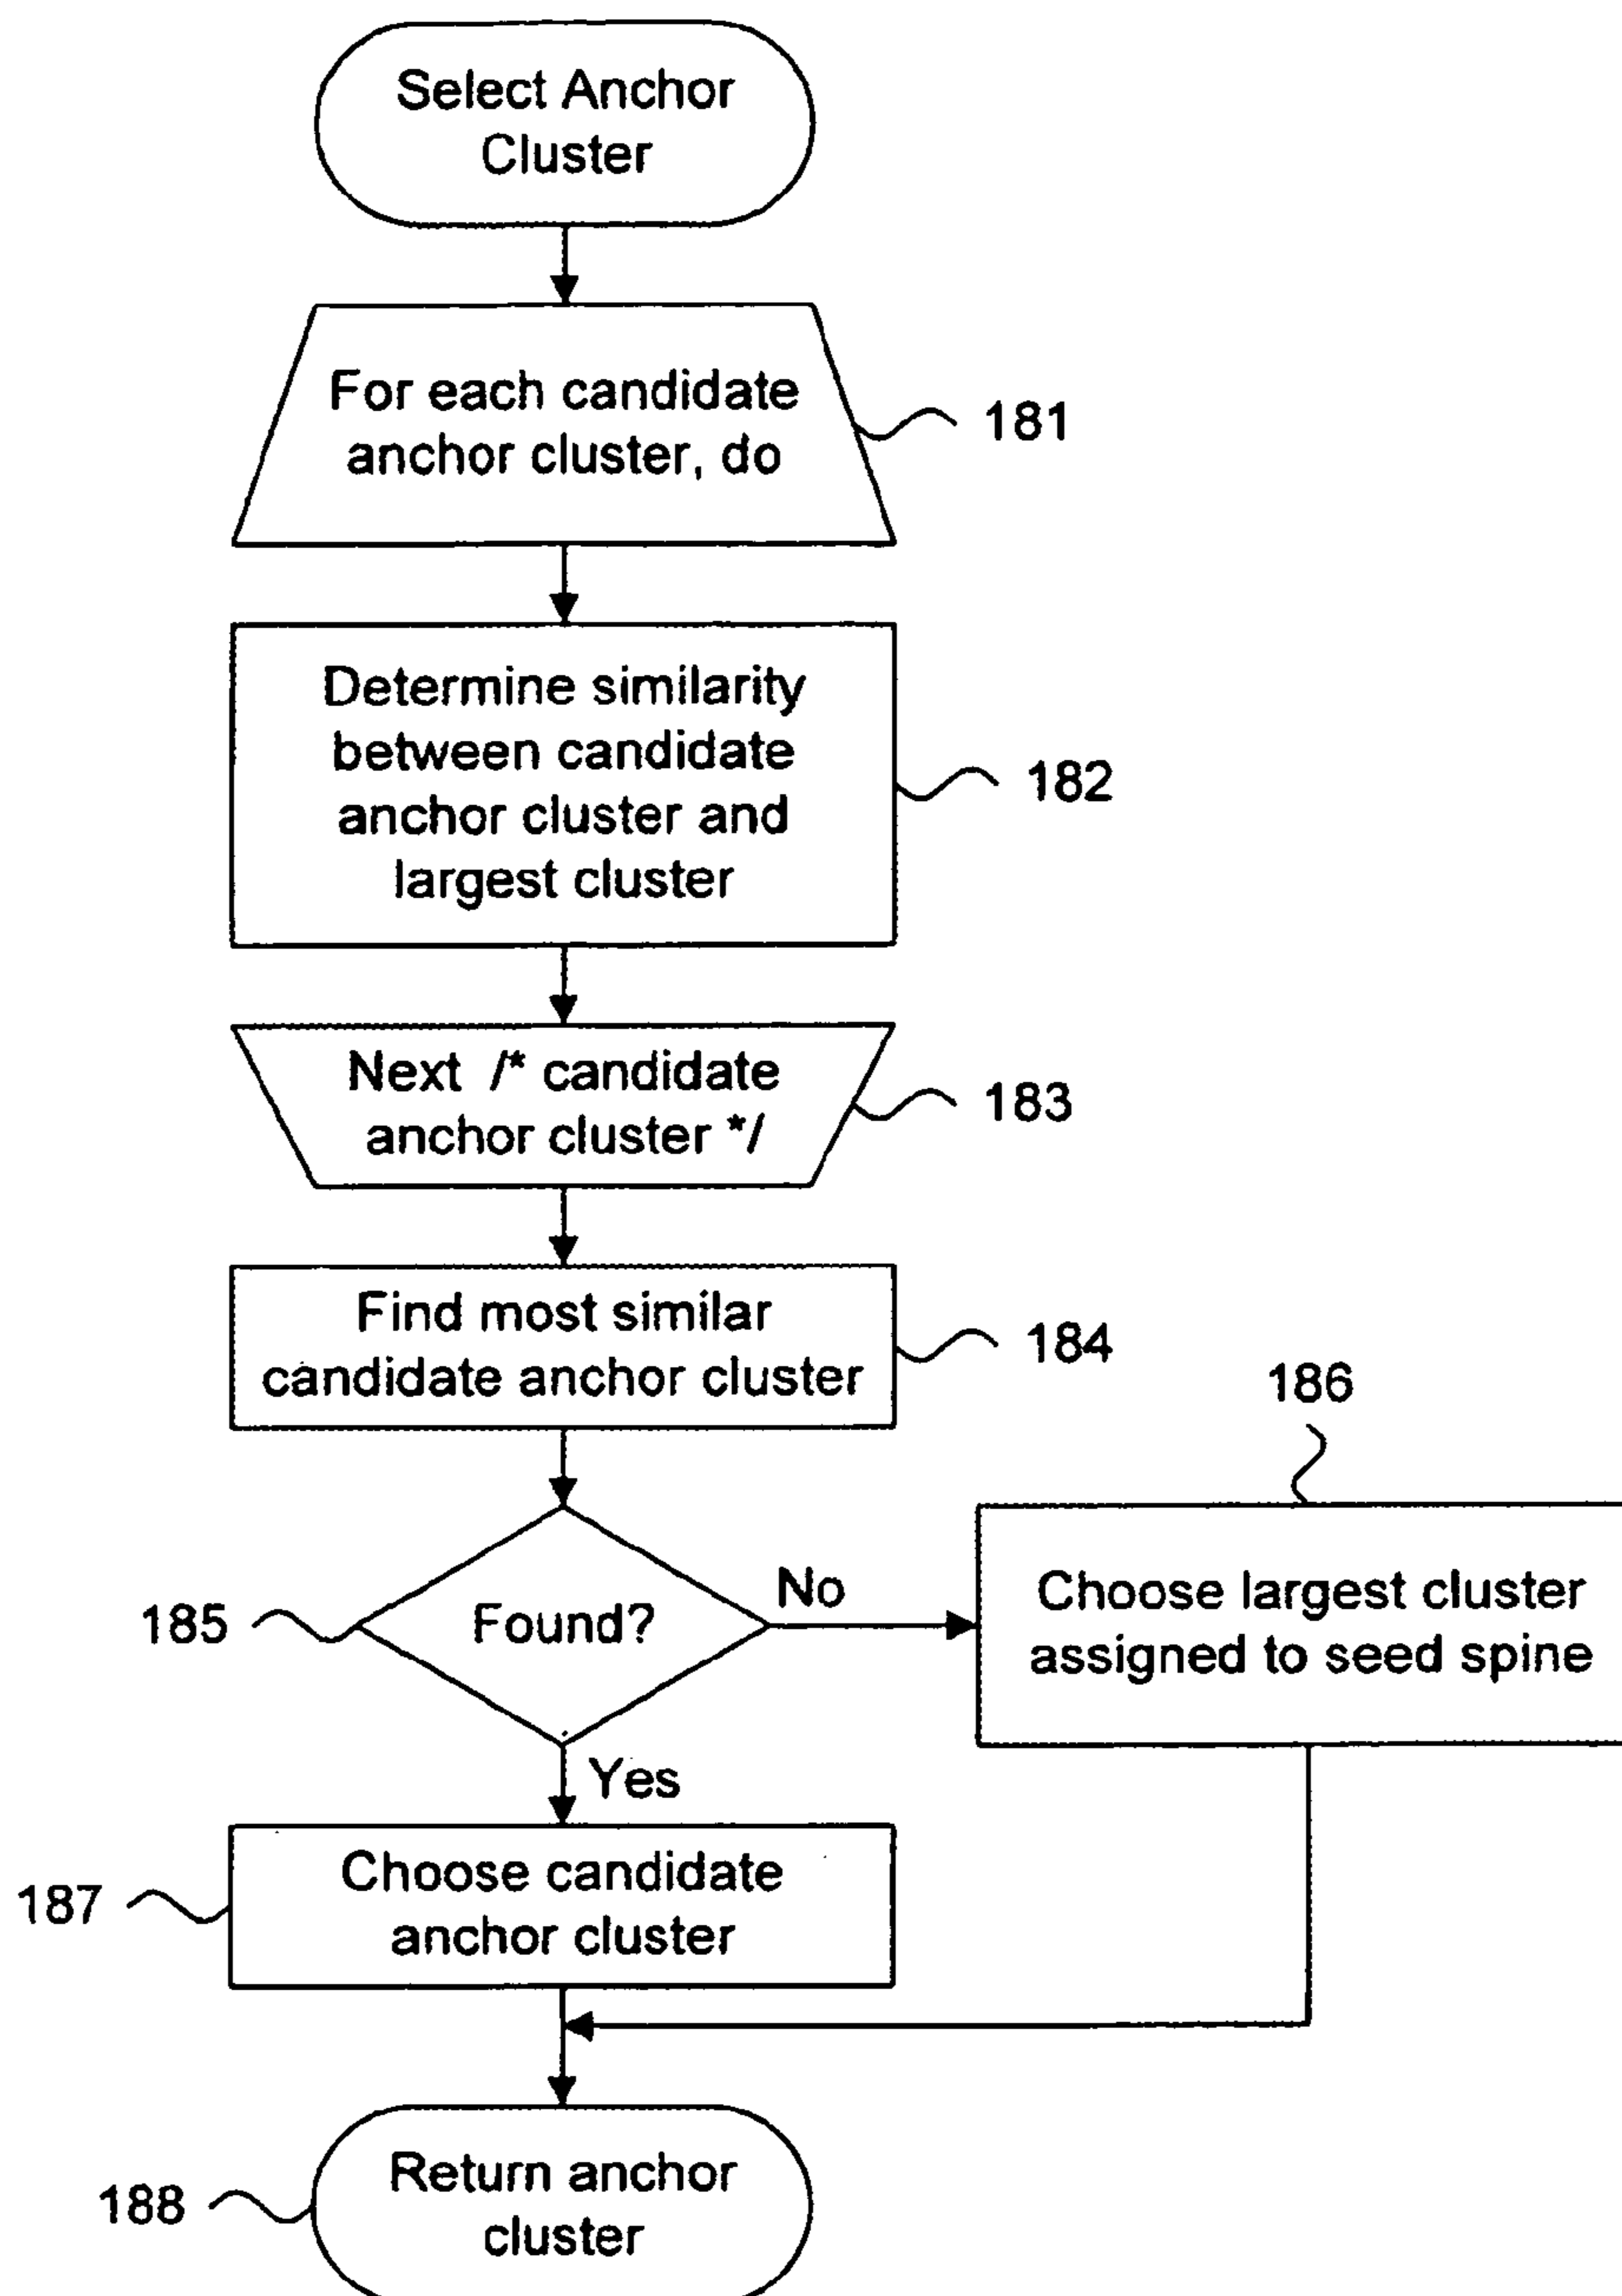 Select Anchor
Cluster
For each candidate
anchor cluster, do
181
Determine similarity
between candidate
anchor cluster and
largest cluster
182
Next /* candidate
anchor cluster */
183
Find most similar
candidate anchor cluster
184
186
185
Found?
No
Choose largest cluster
assigned to seed spine
Yes
187
Choose candidate
anchor cluster
188
Return anchor
cluster